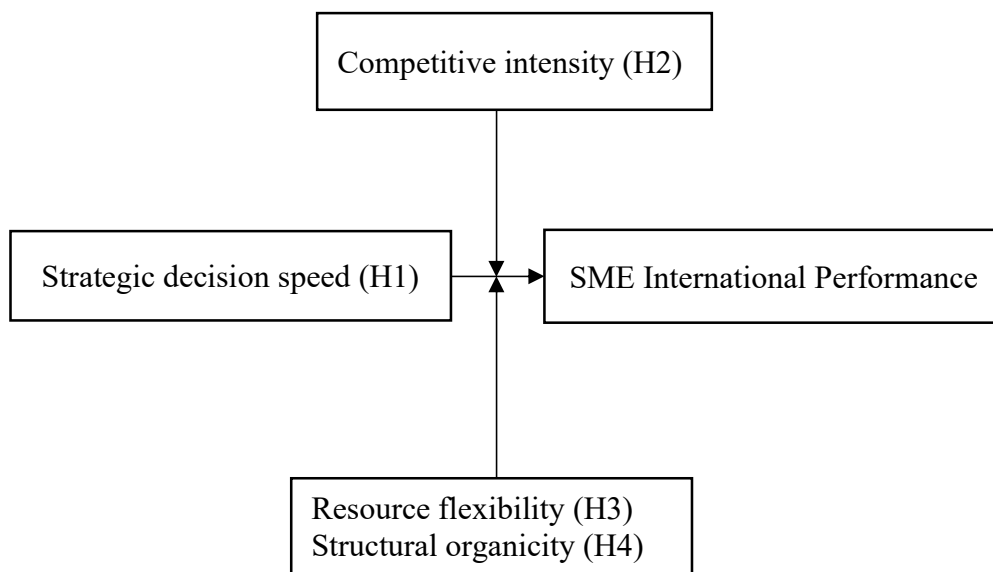 Competitive intensity (H2)
Strategic decision speed (H1)
SME International Performance
Resource flexibility (H3)
Structural organicity (H4)